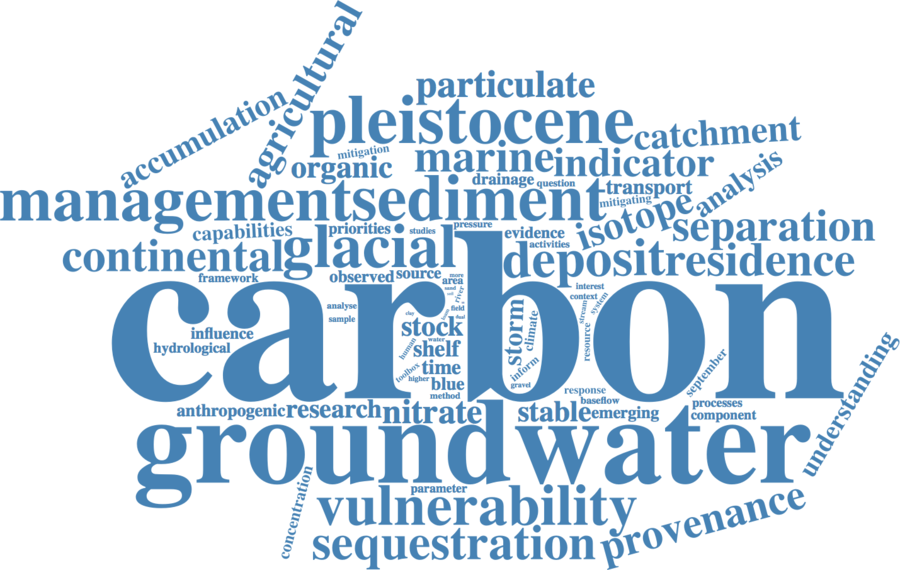 agricultural
accumulation
particulate
pleistocene
catchment
mitigation
organic
marine
indicator
drainage
question
transport
analysis
management
sediment
mitigating
isotope
separation
capabilities
priorities
studies
pressure
evidence
activities
continental
glacial
deposit
residence
framework
observed
source
more
area
sand
river
interest
context
carbon
analyse
sample
field
clay
stream
system
influence
hydrological
stock
storm
climate
water
human
shelf
resource
time
toolbox
higher
blue
inform
gravel
method
september
understanding
response
baseflow
anthropogenic
research
nitrate
stable
emerging
processes
component
groundwater
concentration
parameter
vulnerability
sequestration
provenance